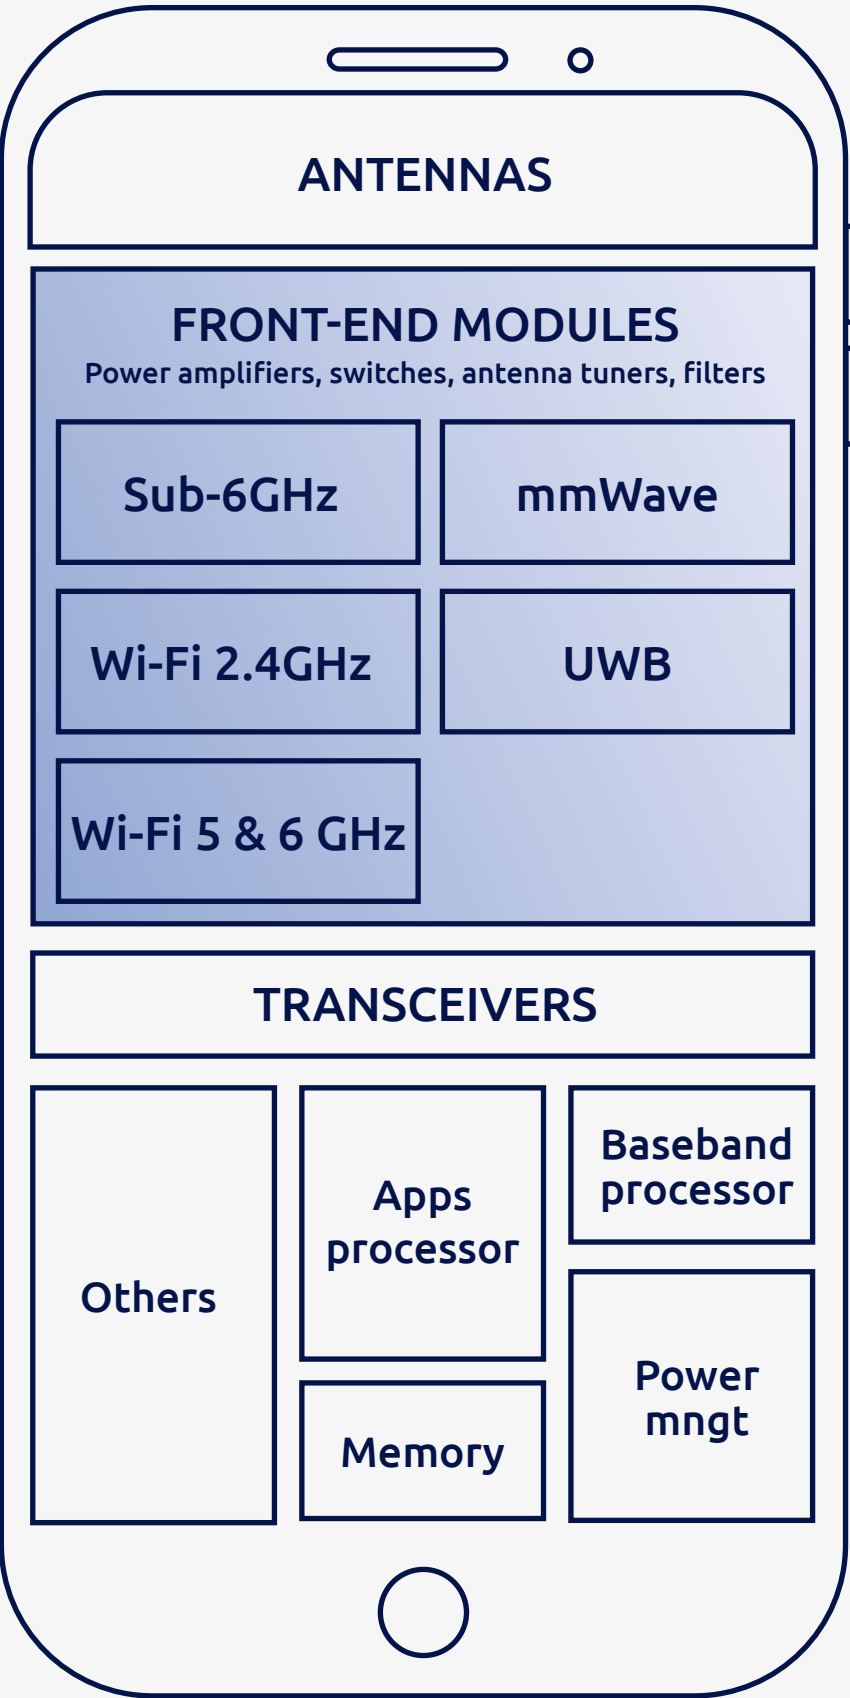 ANTENNAS
FRONT-END MODULES
Power amplifiers, switches, antenna tuners, filters
Sub-6GHz
mmWave
Wi-Fi 2.4GHz
UWB
Wi-Fi 5 & 6 GHz
TRANSCEIVERS
Others
Apps
processor
Memory
Baseband
processor
Power
mngt